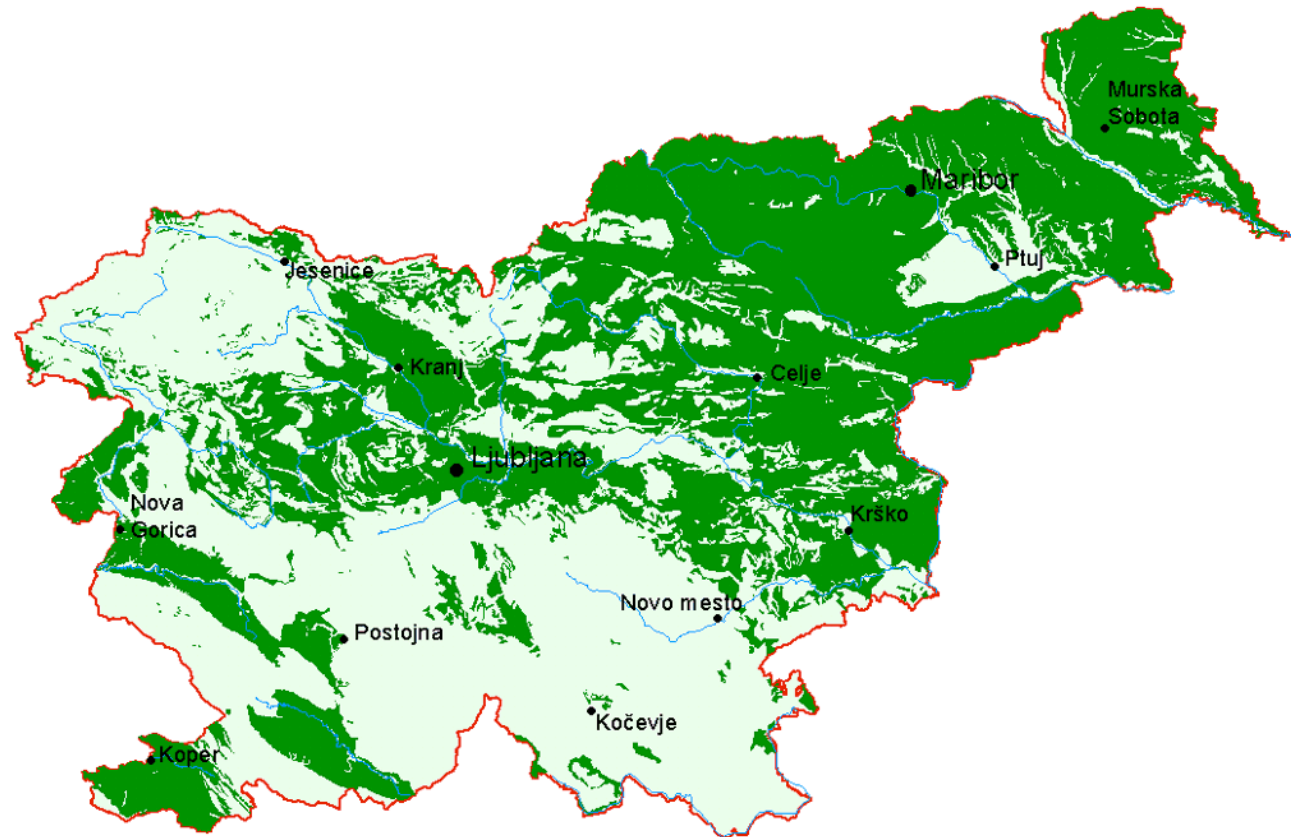 Murska
Sobota
Maribor
Ptuj
Jesenice
Kranj
Celje
Ljubljana
Nova
Gorica
Krško
Novo mesto
Postojna
Kočevje
Koper